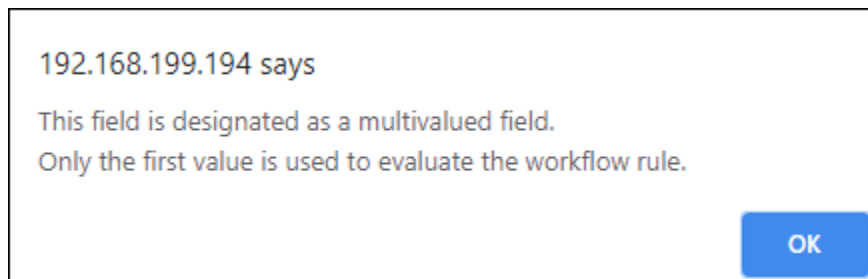 192.168.199.194 says
This field is designated as a multivalued field.
Only the first value is used to evaluate the workflow rule.
OK